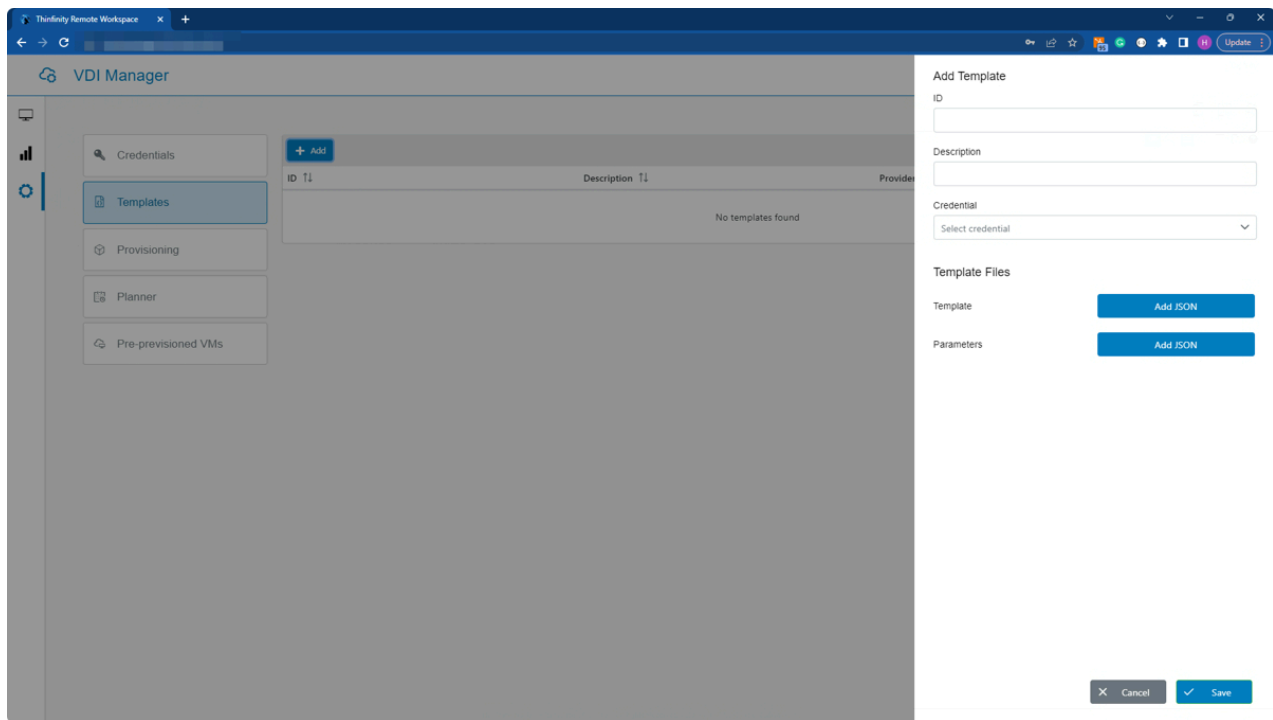 Thinfinity Remote Workspace
Update
VDI Manager
Credentials
Templates
Provisioning
Planner
Pre-previsioned VMs
+ Add
ID Description Provider
No templates found
Add Template
ID
Description
Credential
Select credential
Template Files
Template Add JSON
Parameters Add JSON
Cancel Save